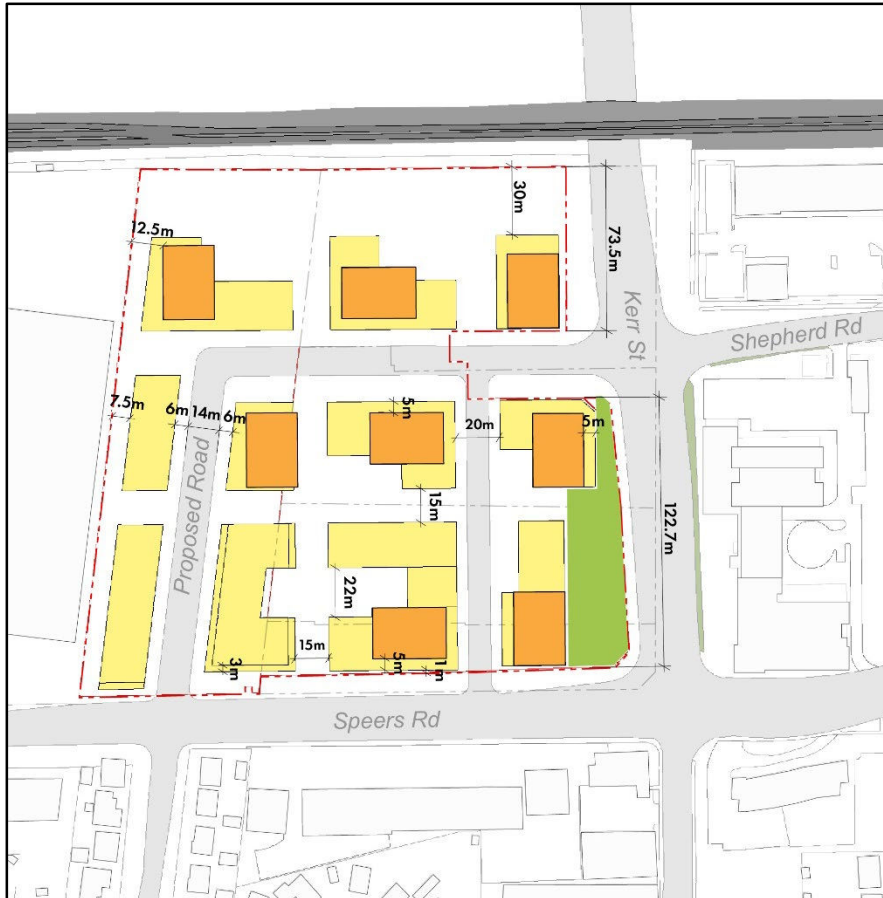 30m
12.5m
73.5m
Kerr St
Shepherd Rd
7.5m
6m
14m
6m
5m
20m
5m
Proposed Road
15m
122.7m
22m
15m
3m
5m
1m
Speers Rd